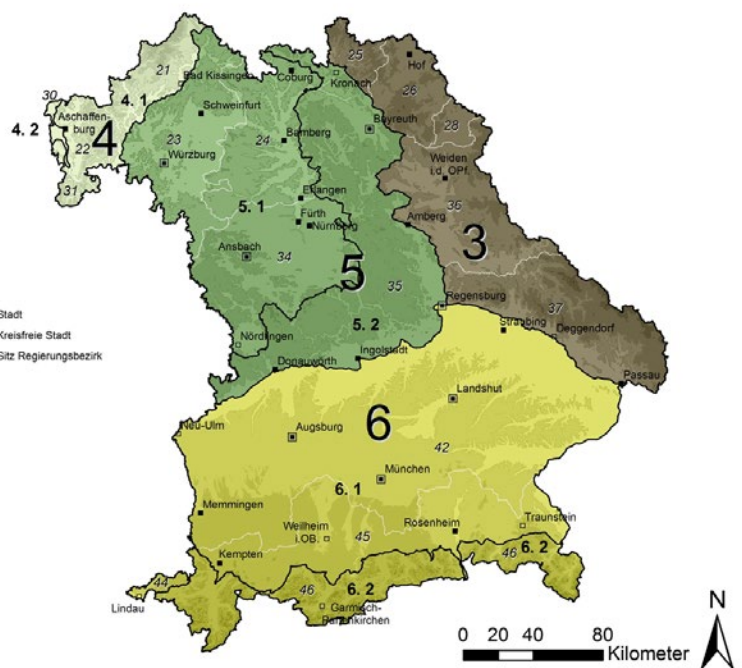 25
Hof
21
Bad Kissingen
Coburg
Kronach
26
30
4. 1
Schweinfurt
28
4. 2
Aschaffen-
burg
4
Bayreuth
22
23
24
Bamberg
Würzburg
Weiden
i.d. OPf.
31
Erlangen
36
5. 1
Fürth
Nürnberg
Amberg
3
Ansbach
34
5
35
37
Stadt
Regensburg
5. 2
Straubing
Deggendorf
Kreisfreie Stadt
Nördlingen
Sitz Regierungsbezirk
Donauwörth
Ingolstadt
Passau
Landshut
6
Neu-Ulm
Augsburg
42
München
6. 1
Memmingen
Weilheim
i.OB.
45
Rosenheim
Traunstein
Kempten
46
6. 2
44
46
6. 2
Lindau
Garmisch-
Partenkirchen
N
0 20 40 80
Kilometer